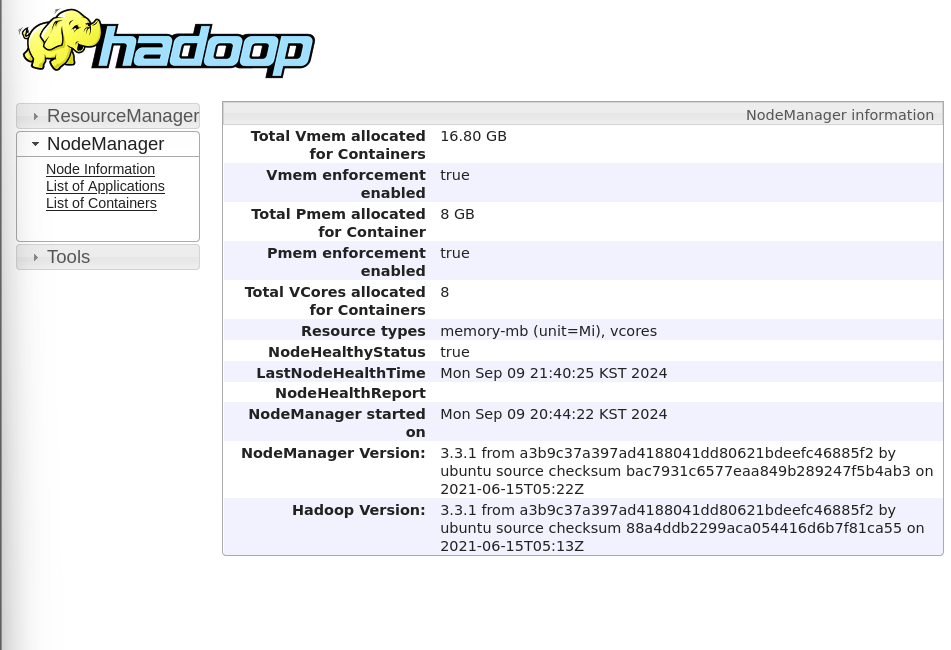 hadoop
ResourceManager
NodeManager
Node Information
List of Applications
List of Containers
Tools
NodeManager information
Total Vmem allocated for Containers 16.80 GB
Vmem enforcement enabled true
Total Pmem allocated for Container 8 GB
Pmem enforcement enabled true
Total VCores allocated for Containers 8
Resource types memory-mb (unit=Mi), vcores
NodeHealthyStatus true
LastNodeHealthTime Mon Sep 09 21:40:25 KST 2024
NodeHealthReport
NodeManager started on Mon Sep 09 20:44:22 KST 2024
NodeManager Version: 3.3.1 from a3b9c37a397ad4188041dd80621bdeefc46885f2 by
ubuntu source checksum bac7931c6577eaa849b289247f5b4ab3 on
2021-06-15T05:22Z
Hadoop Version: 3.3.1 from a3b9c37a397ad4188041dd80621bdeefc46885f2 by
ubuntu source checksum 88a4ddb2299aca054416d6b7f81ca55 on
2021-06-15T05:13Z